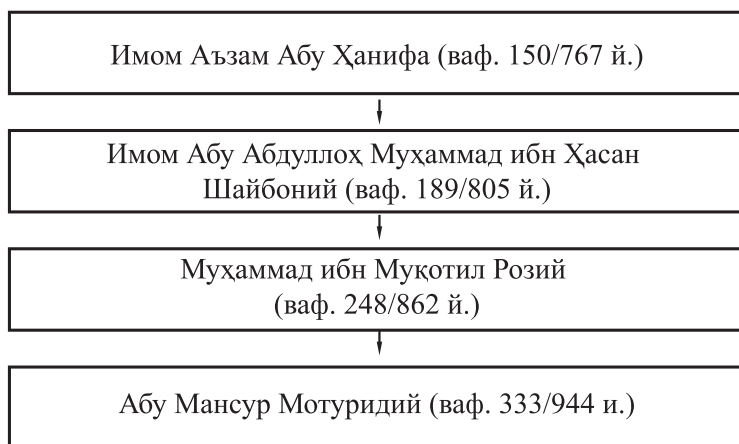 Имом Аъзам Абу Ҳанифа (ваф. 150/767 й.)
Имом Абу Абдуллоҳ Муҳаммад ибн Ҳасан
Шайбоний (ваф. 189/805 й.)
Муҳаммад ибн Муқотил Розий
(ваф. 248/862 й.)
Абу Мансур Мотуридий (ваф. 333/944 и.)